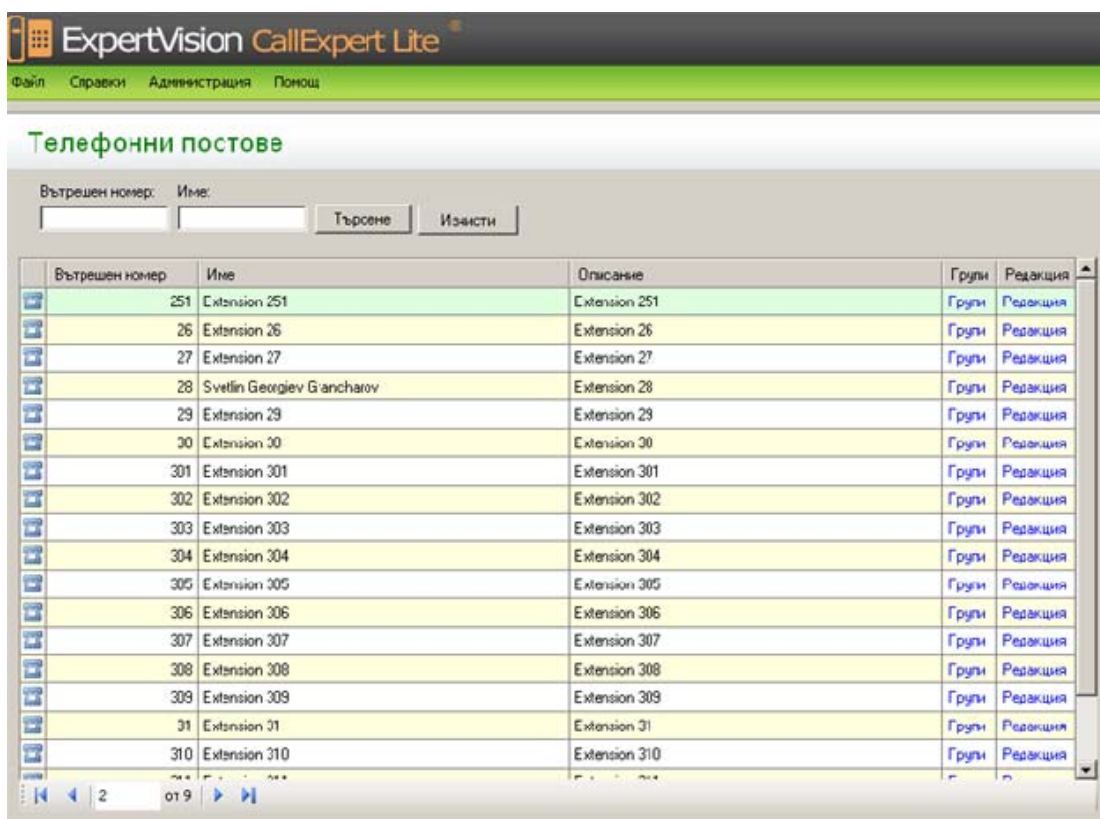 ExpertVision CallExpert Lite ®
Файл Справки Администрация Помощ
Телефонни постове
Вътрешен номер: Име:
Търсене Изчисти
Вътрешен номер Име Описание Групи Редакция
251 Extension 251 Extension 251 Групи Редакция
26 Extension 26 Extension 26 Групи Редакция
27 Extension 27 Extension 27 Групи Редакция
28 Svetlin Georgiev Grancharov Extension 28 Групи Редакция
29 Extension 29 Extension 29 Групи Редакция
30 Extension 30 Extension 30 Групи Редакция
301 Extension 301 Extension 301 Групи Редакция
302 Extension 302 Extension 302 Групи Редакция
303 Extension 303 Extension 303 Групи Редакция
304 Extension 304 Extension 304 Групи Редакция
305 Extension 305 Extension 305 Групи Редакция
306 Extension 306 Extension 306 Групи Редакция
307 Extension 307 Extension 307 Групи Редакция
308 Extension 308 Extension 308 Групи Редакция
309 Extension 309 Extension 309 Групи Редакция
31 Extension 31 Extension 31 Групи Редакция
310 Extension 310 Extension 310 Групи Редакция
2 от 9